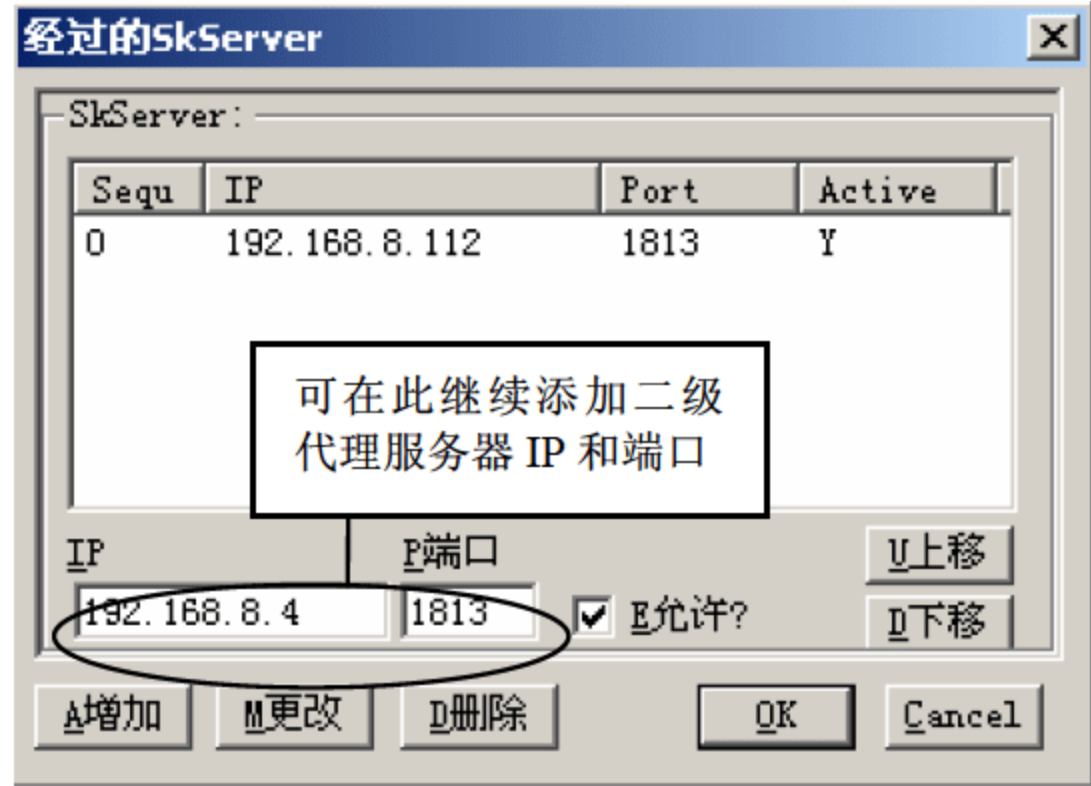 经过的SkServer
SkServer:
Sequ IP Port Active
0 192.168.8.112 1813 Y
可在此继续添加二级
代理服务器 IP 和端口
IP P端口 U上移
192.168.8.4 1813 E允许? D下移
A增加 M更改 D删除 OK Cancel